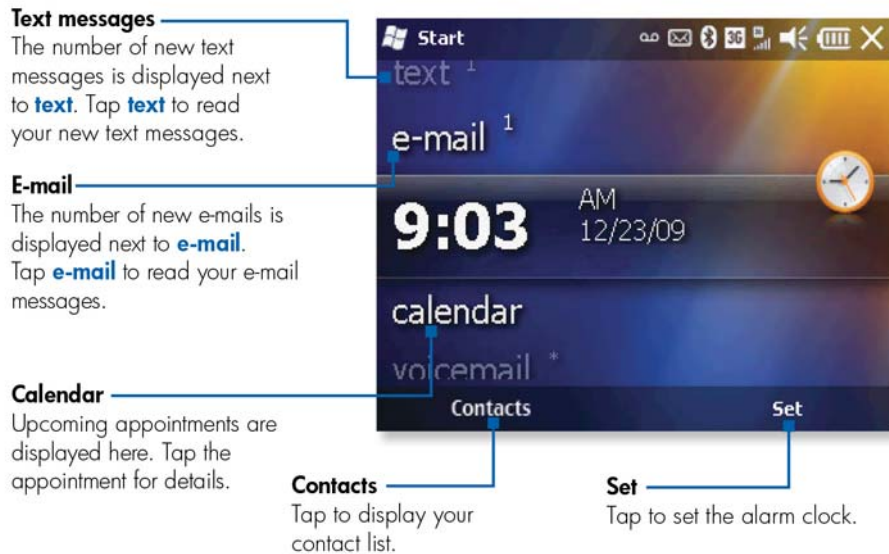 Text messages
The number of new text
messages is displayed next
to text. Tap text to read
your new text messages.
E-mail
The number of new e-mails is
displayed next to e-mail.
Tap e-mail to read your e-mail
messages.
Calendar
Upcoming appointments are
displayed here. Tap the
appointment for details.
Start
3G
text 1
e-mail 1
9:03
AM
12/23/09
calendar
voicemail *
Contacts
Set
Contacts
Tap to display your
contact list.
Set
Tap to set the alarm clock.